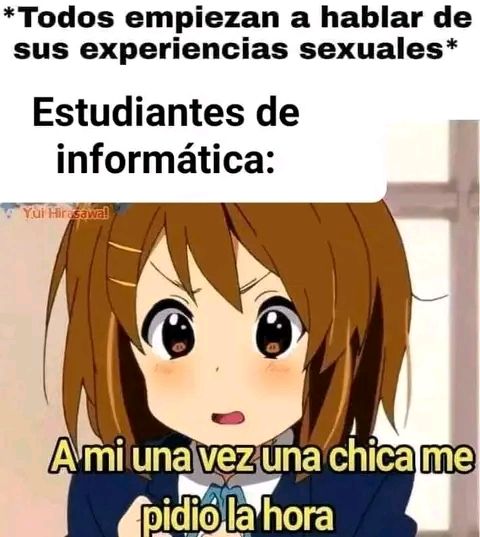 *Todos empiezan a hablar de
sus experiencias sexuales*
Estudiantes de
informática:
Yui Hirasawa!
A mi una vez una chica me
pidio la hora